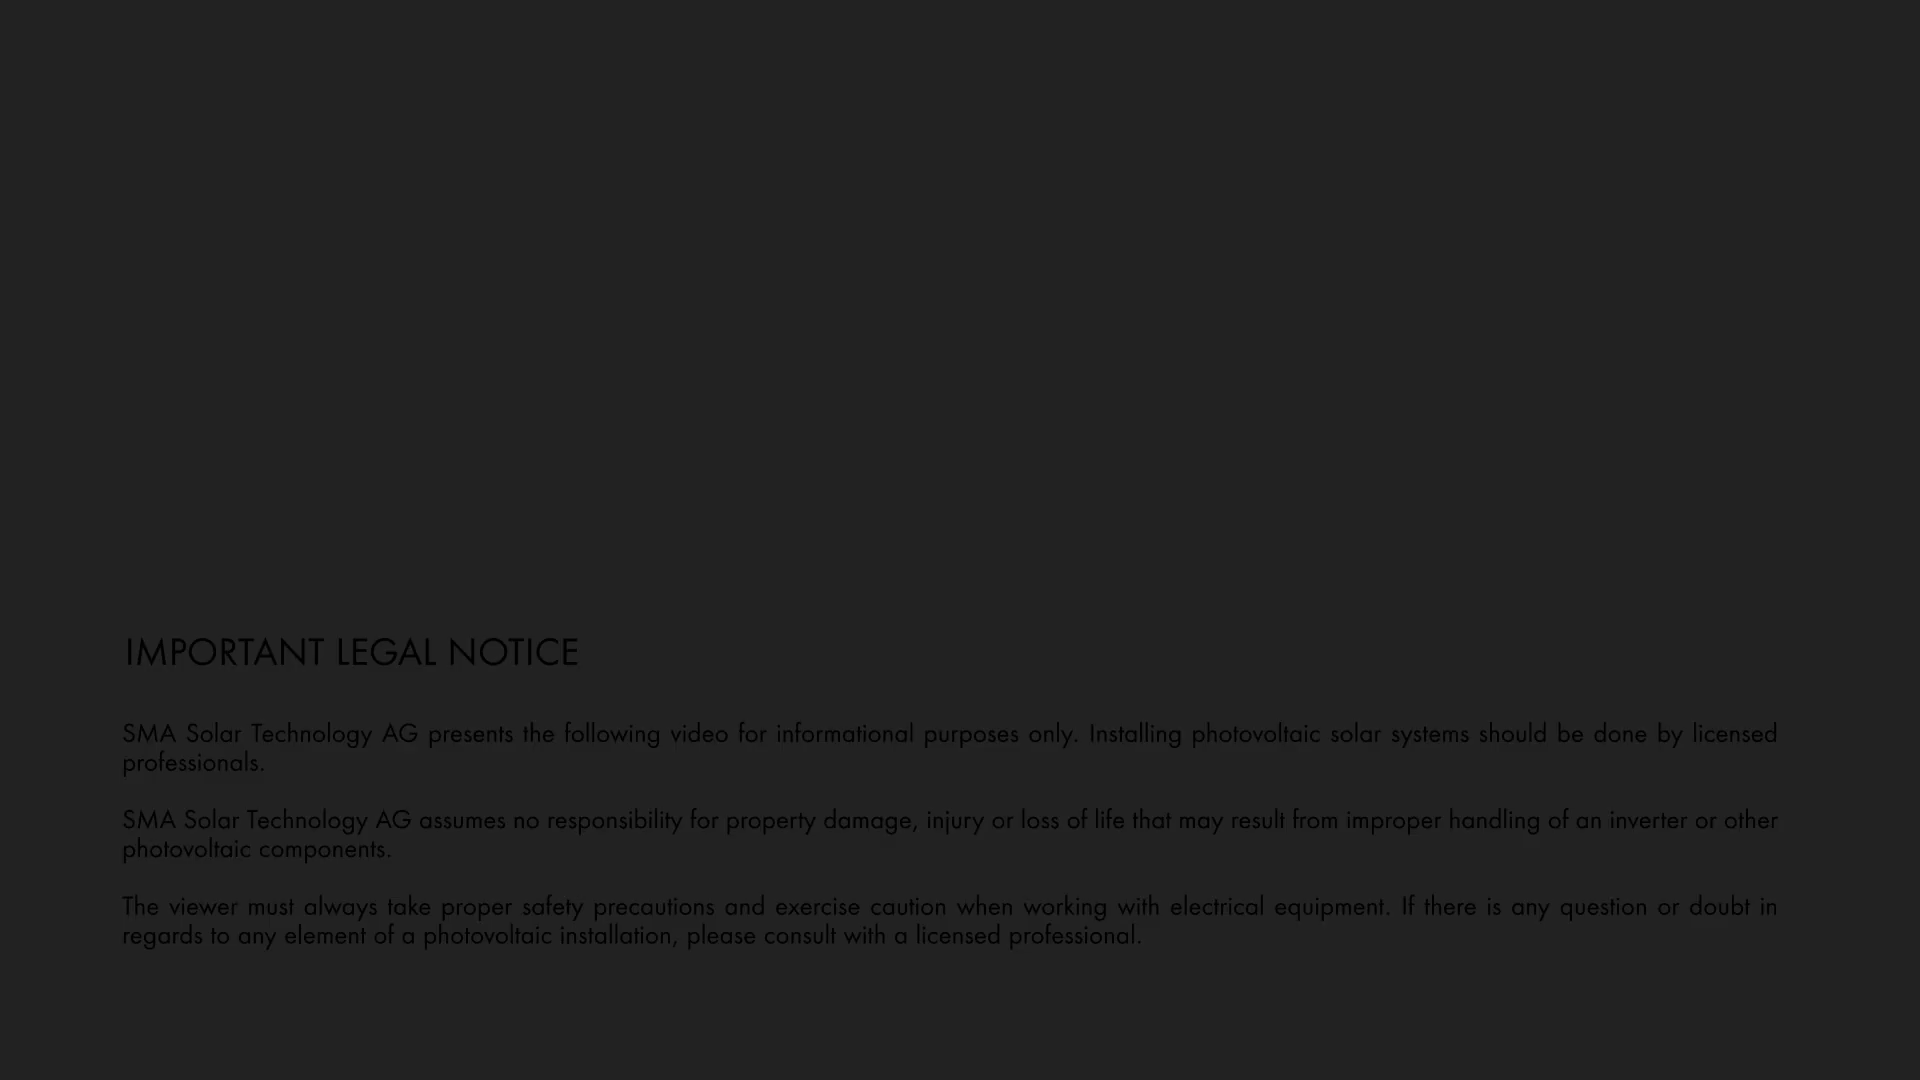 IMPORTANT LEGAL NOTICE
SMA Solar Technology AG presents the following video for informational purposes only. Installing photovoltaic solar systems should be done by licensed
professionals.
SMA Solar Technology AG assumes no responsibility for property damage, injury or loss of life that may result from improper handling of an inverter or other
photovoltaic components.
The viewer must always take proper safety precautions and exercise caution when working with electrical equipment. If there is any question or doubt in
regards to any element of a photovoltaic installation, please consult with a licensed professional.